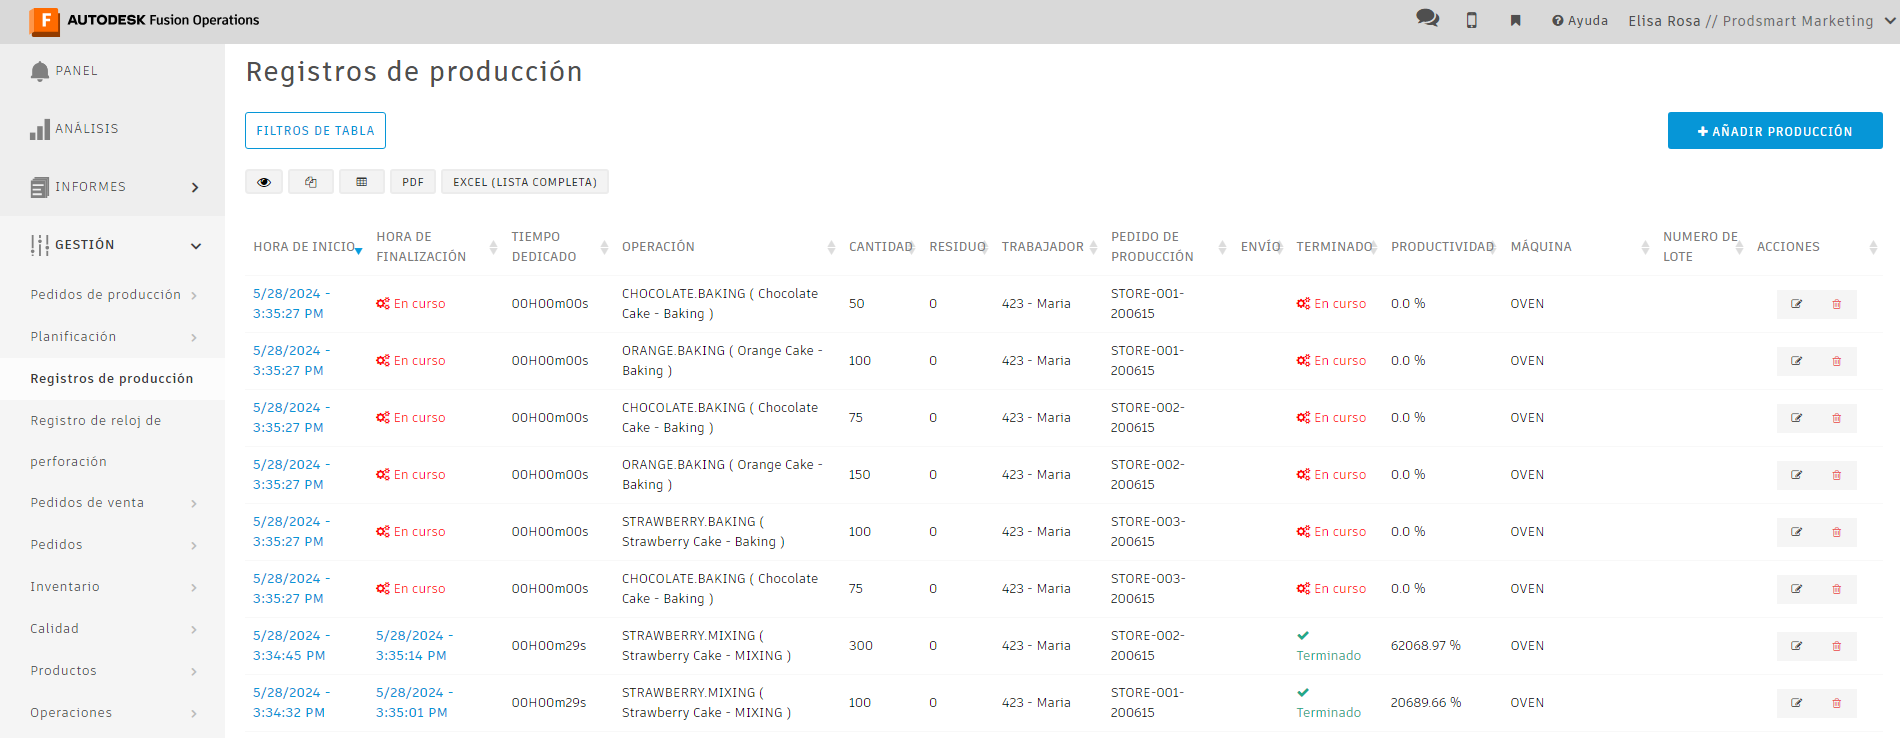 F AUTODESK Fusion Operations
Ayuda
Elisa Rosa // Prodsmart Marketing
PANEL
ANÁLISIS
INFORMES
GESTIÓN
Pedidos de producción
Planificación
Registros de producción
Registro de reloj de
perforación
Pedidos de venta
Pedidos
Inventario
Calidad
Productos
Operaciones
Registros de producción
FILTROS DE TABLA
+ AÑADIR PRODUCCIÓN
PDF
EXCEL (LISTA COMPLETA)
HORA DE INICIO
HORA DE
FINALIZACIÓN
TIEMPO
DEDICADO
OPERACIÓN
CANTIDAD
RESIDUO
TRABAJADOR
PEDIDO DE
PRODUCCIÓN
ENVÍO
TERMINADO
PRODUCTIVIDAD
MÁQUINA
NUMERO DE
LOTE
ACCIONES
5/28/2024 -
3:35:27 PM
En curso
00H00m00s
CHOCOLATE.BAKING ( Chocolate
Cake - Baking )
50
0
423 - Maria
STORE-001-
200615
En curso
0.0 %
OVEN
5/28/2024 -
3:35:27 PM
En curso
00H00m00s
ORANGE.BAKING ( Orange Cake -
Baking )
100
0
423 - Maria
STORE-001-
200615
En curso
0.0 %
OVEN
5/28/2024 -
3:35:27 PM
En curso
00H00m00s
CHOCOLATE.BAKING ( Chocolate
Cake - Baking )
75
0
423 - Maria
STORE-002-
200615
En curso
0.0 %
OVEN
5/28/2024 -
3:35:27 PM
En curso
00H00m00s
ORANGE.BAKING ( Orange Cake -
Baking )
150
0
423 - Maria
STORE-002-
200615
En curso
0.0 %
OVEN
5/28/2024 -
3:35:27 PM
En curso
00H00m00s
STRAWBERRY.BAKING (
Strawberry Cake - Baking )
100
0
423 - Maria
STORE-003-
200615
En curso
0.0 %
OVEN
5/28/2024 -
3:35:27 PM
En curso
00H00m00s
CHOCOLATE.BAKING ( Chocolate
Cake - Baking )
75
0
423 - Maria
STORE-003-
200615
En curso
0.0 %
OVEN
5/28/2024 -
3:34:45 PM
5/28/2024 -
3:35:14 PM
00H00m29s
STRAWBERRY.MIXING (
Strawberry Cake - MIXING )
300
0
423 - Maria
STORE-002-
200615
Terminado
62068.97 %
OVEN
5/28/2024 -
3:34:32 PM
5/28/2024 -
3:35:01 PM
00H00m29s
STRAWBERRY.MIXING (
Strawberry Cake - MIXING )
100
0
423 - Maria
STORE-001-
200615
Terminado
20689.66 %
OVEN